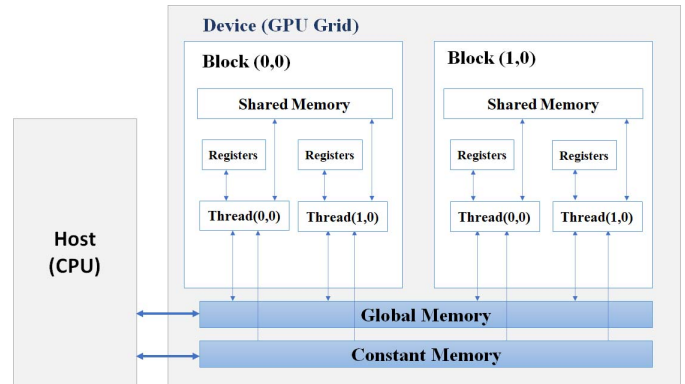 Device (GPU Grid)
Block (0,0)
Shared Memory
Registers
Registers
Thread(0,0)
Thread(1,0)
Block (1,0)
Shared Memory
Registers
Registers
Thread(0,0)
Thread(1,0)
Host
(CPU)
Global Memory
Constant Memory